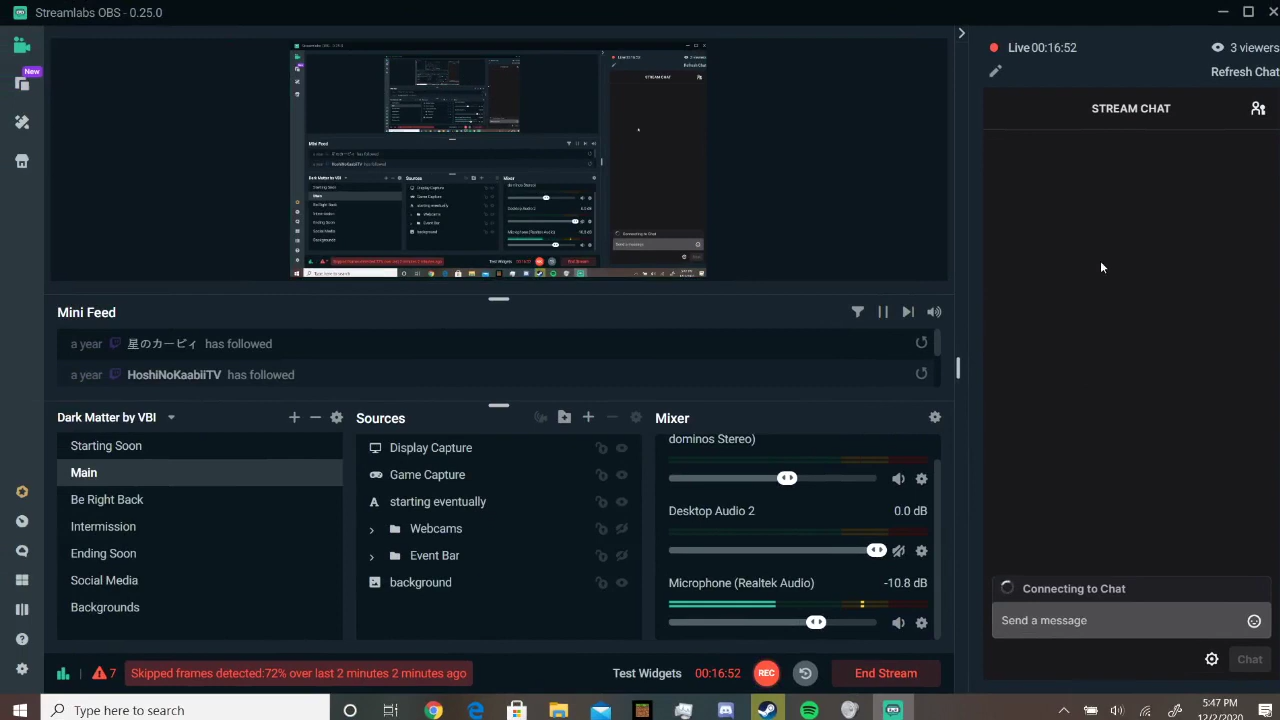 Streamlabs OBS - 0.25.0
Live 00:16:52
3 viewers
New
Refresh Chat
STREAM CHAT
Mini Feed
a year 星のカービィ has followed
a year HoshiNoKaabiiTV has followed
Dark Matter by VBI
Starting Soon
Main
Be Right Back
Intermission
Ending Soon
Social Media
Backgrounds
Sources
Display Capture
Game Capture
starting eventually
Webcams
Event Bar
background
Mixer
dominos Stereo)
Desktop Audio 2 0.0 dB
Microphone (Realtek Audio) -10.8 dB
Connecting to Chat
Send a message
Chat
7 Skipped frames detected:72% over last 2 minutes 2 minutes ago
Test Widgets 00:16:52 REC End Stream
Type here to search
5:47 PM